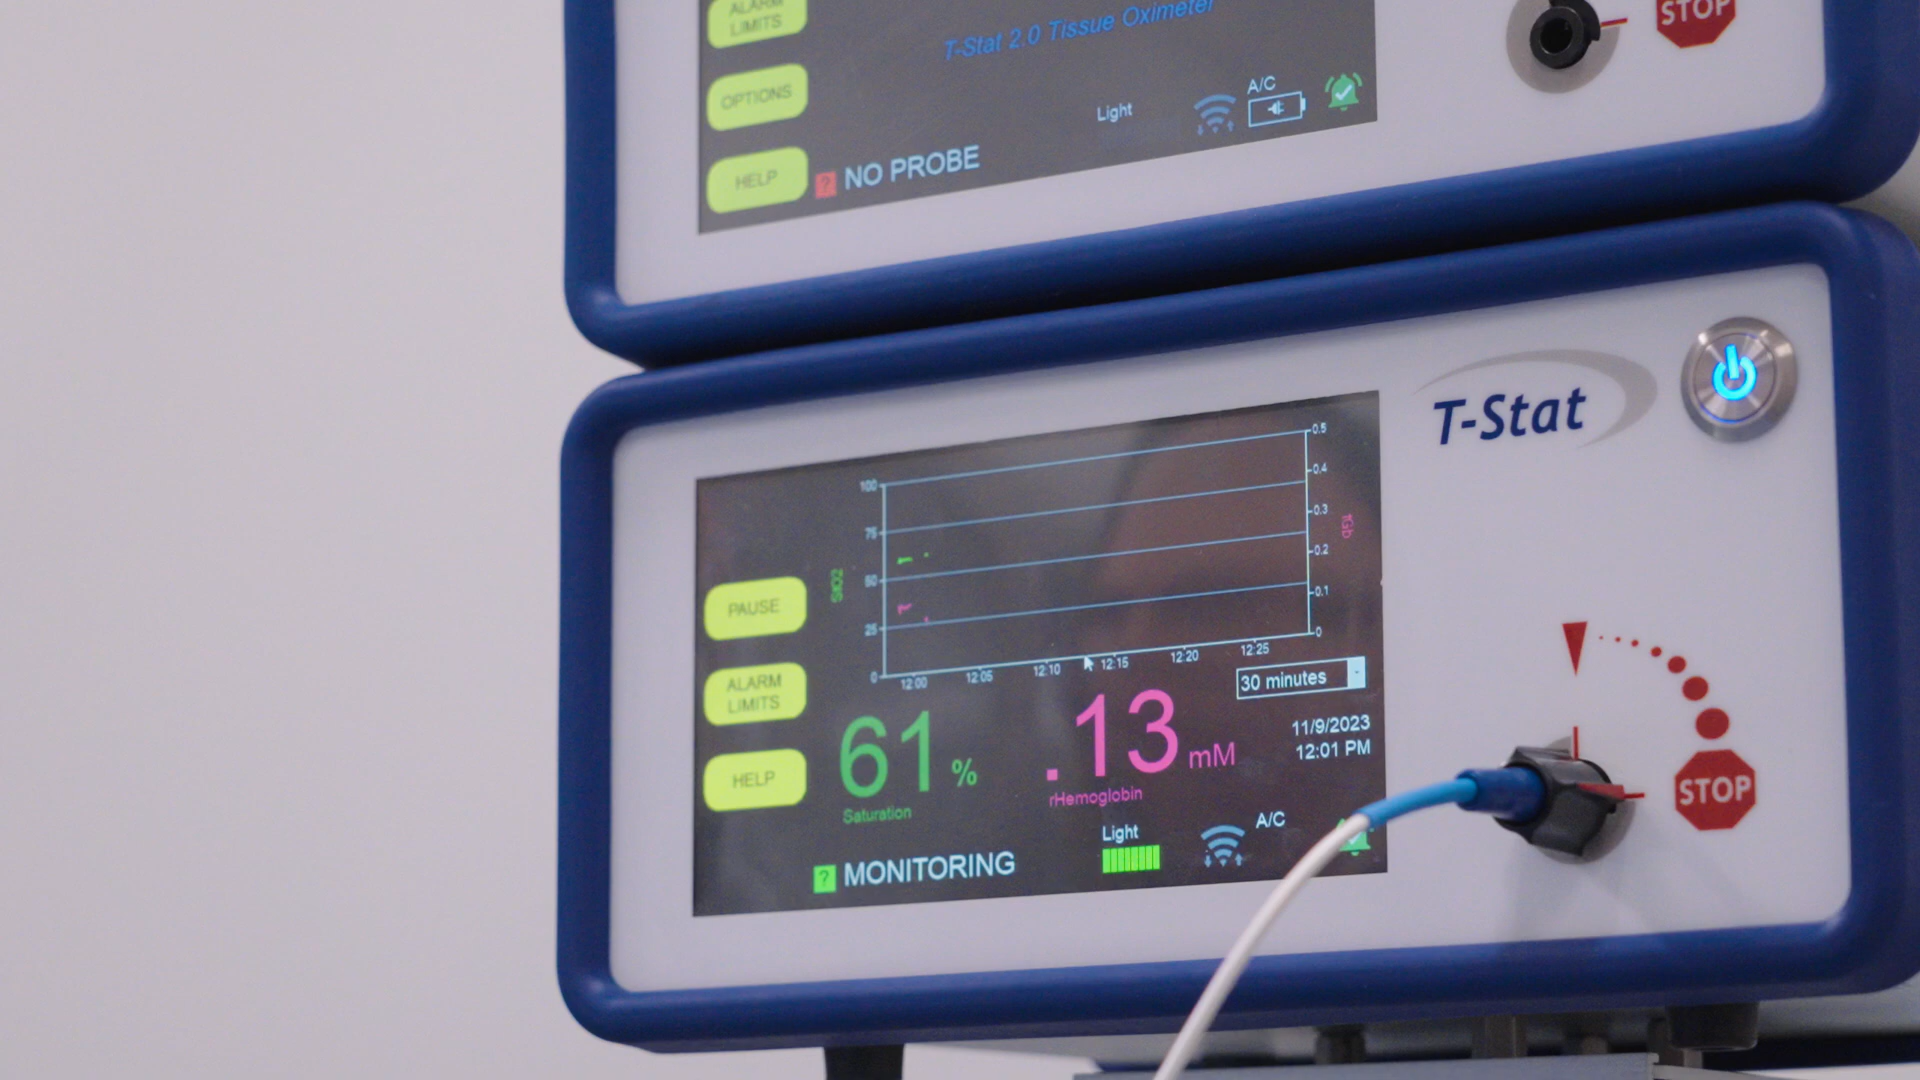 ALARM
LIMITS
T-Stat 2.0 Tissue Oximeter
STOP
OPTIONS
A/C
Light
HELP
? NO PROBE
T-Stat
100
75
50
25
0
0.5
0.4
0.3
0.2
0.1
0
StO2
12:00
12:05
12:10
12:15
12:20
12:25
30 minutes
PAUSE
ALARM
LIMITS
HELP
61 %
Saturation
.13 mM
rHemoglobin
11/9/2023
12:01 PM
Light
A/C
? MONITORING
STOP